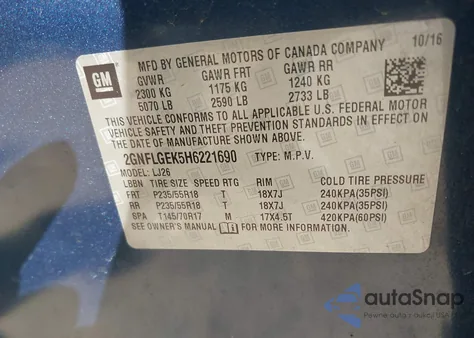 GM
MFD BY GENERAL MOTORS OF CANADA COMPANY 10/16
GVWR GAWR FRT GAWR RR
2300 KG 1175 KG 1240 KG
5070 LB 2590 LB 2733 LB
THIS VEHICLE CONFORMS TO ALL APPLICABLE U.S. FEDERAL MOTOR
VEHICLE SAFETY AND THEFT PREVENTION STANDARDS IN EFFECT ON THE
DATE OF MANUFACTURE SHOWN ABOVE.
2GNFLGEK5H6221690 TYPE: M.P.V.
MODEL: LJ26
LBBN TIRE SIZE SPEED RTG RIM COLD TIRE PRESSURE
FRT P235/55R18 T 18X7J 240KPA(35PSI)
RR P235/55R18 T 18X7J 240KPA(35PSI)
SPA T145/70R17 M 17X4.5T 420KPA(60PSI)
SEE OWNER'S MANUAL FOR MORE INFORMATION.
autoSnap